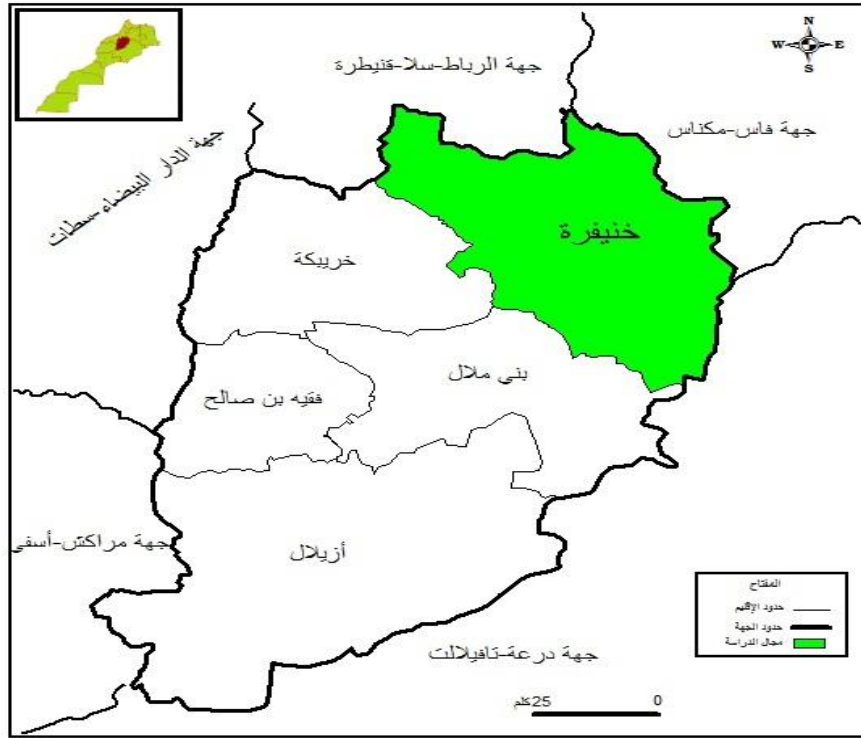 N
W E
S
جهة الرباط-سلا-قنيطرة
جهة فاس-مكناس
جهة الدار البيضاء-سطات
خنيفرة
خريبكة
بني ملال
فقيه بن صالح
أزيلال
جهة مراكش-أسفي
جهة درعة-تافيلالت
المفتاح
حدود الإقليم
حدود الجهة
مجال الدراسة
0 25كلم